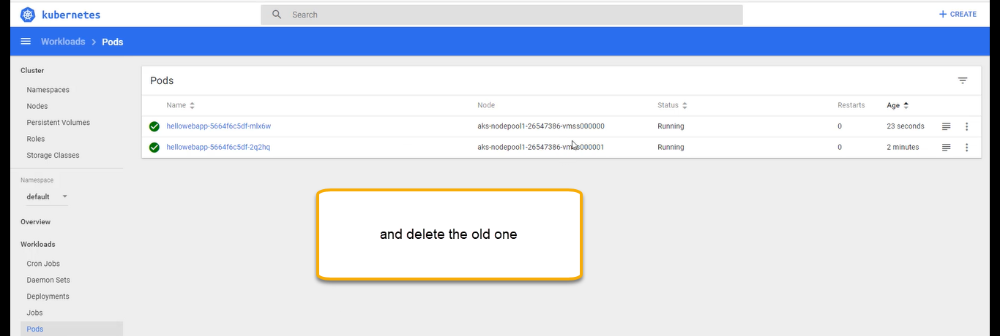 kubernetes
Search
+ CREATE
Workloads > Pods
Cluster
Namespaces
Nodes
Persistent Volumes
Roles
Storage Classes
Namespace
default
Overview
Workloads
Cron Jobs
Daemon Sets
Deployments
Jobs
Pods
Pods
Name Node Status Restarts Age
hellowebapp-5664f6c5df-mlx6w aks-nodepool1-26547386-vmss000000 Running 0 23 seconds
hellowebapp-5664f6c5df-2q2hq aks-nodepool1-26547386-vmss000001 Running 0 2 minutes
and delete the old one